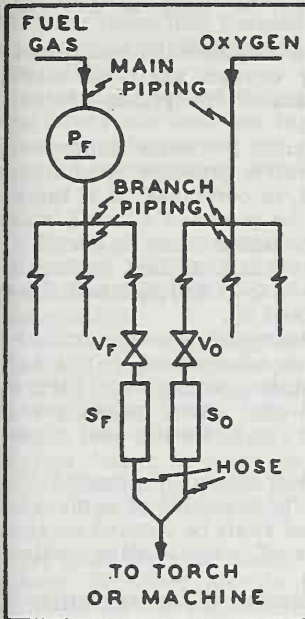 FUEL
GAS
OXYGEN
MAIN
PIPING
PF
BRANCH
PIPING
VF
VO
SF
SO
HOSE
TO TORCH
OR MACHINE